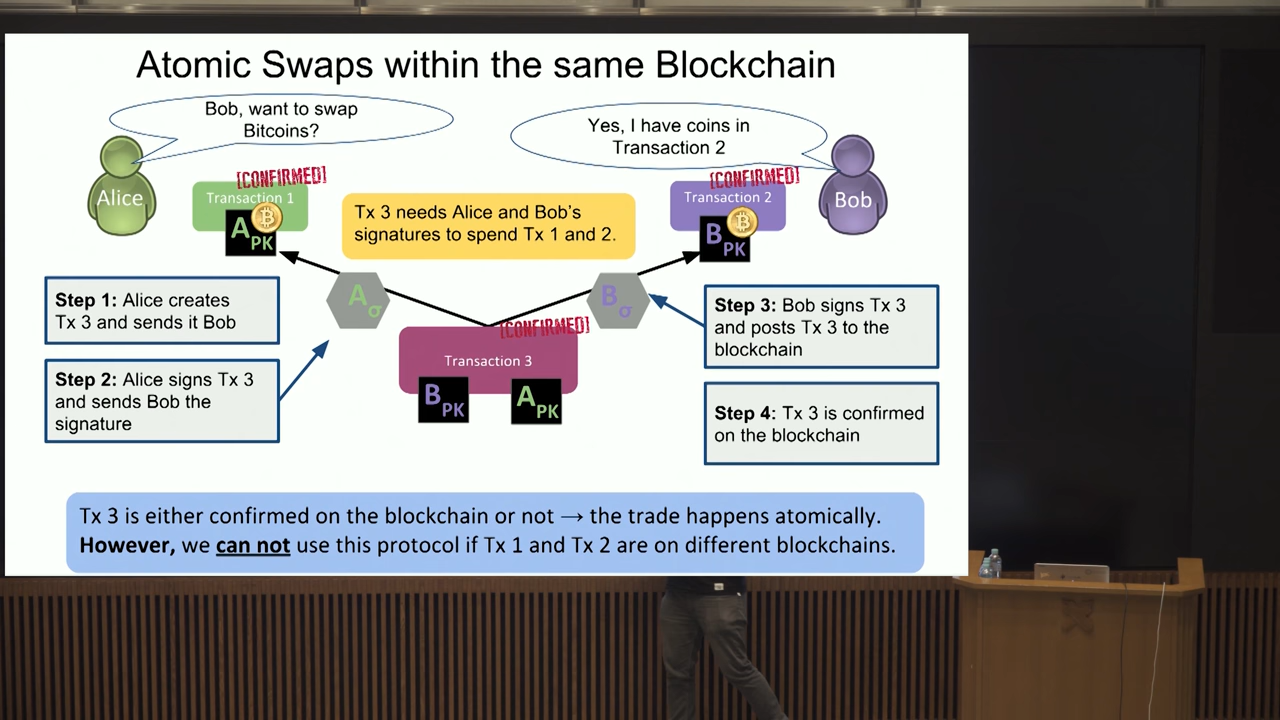 Atomic Swaps within the same Blockchain
Bob, want to swap
Bitcoins?
Yes, I have coins in
Transaction 2
Alice
[CONFIRMED]
Transaction 1
A PK
Tx 3 needs Alice and Bob's
signatures to spend Tx 1 and 2.
[CONFIRMED]
Transaction 2
B PK
Bob
Step 1: Alice creates
Tx 3 and sends it Bob
Step 2: Alice signs Tx 3
and sends Bob the
signature
Aσ
Bσ
[CONFIRMED]
Transaction 3
B PK
A PK
Step 3: Bob signs Tx 3
and posts Tx 3 to the
blockchain
Step 4: Tx 3 is confirmed
on the blockchain
Tx 3 is either confirmed on the blockchain or not → the trade happens atomically.
However, we can not use this protocol if Tx 1 and Tx 2 are on different blockchains.